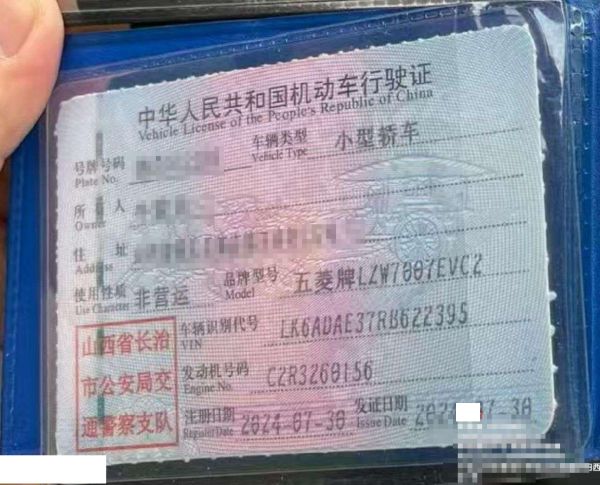 中华人民共和国机动车行驶证
Vehicle License of the People's Republic of China
号牌号码
Plate No.
车辆类型
Vehicle Type
小型轿车
所有人
Owner
住址
Address
使用性质
Use Character
非营运
品牌型号
Model
五菱牌LZW7007EVC2
山西省长治
市公安局交
通警察支队
车辆识别代号
VIN
LK6ADAE37RB622395
发动机号码
Engine No.
C2R3260156
注册日期
Register Date
2024-07-30
发证日期
Issue Date